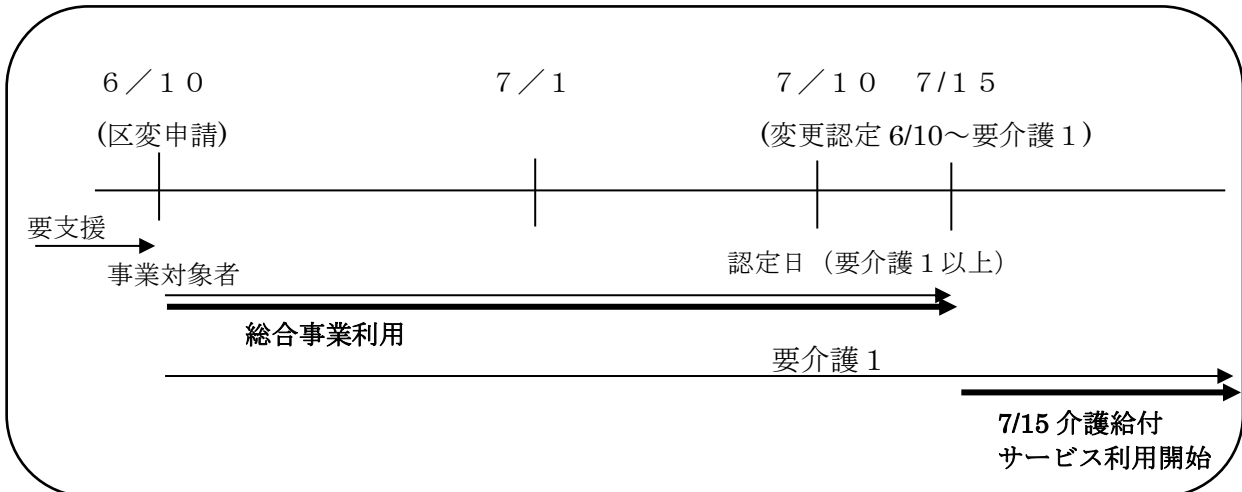 ６／１０ ７／１ ７／１０ 7/１５
(区変申請) (変更認定 6/10～要介護１)
要支援
事業対象者 認定日（要介護１以上）
総合事業利用
要介護１
7/15 介護給付
サービス利用開始